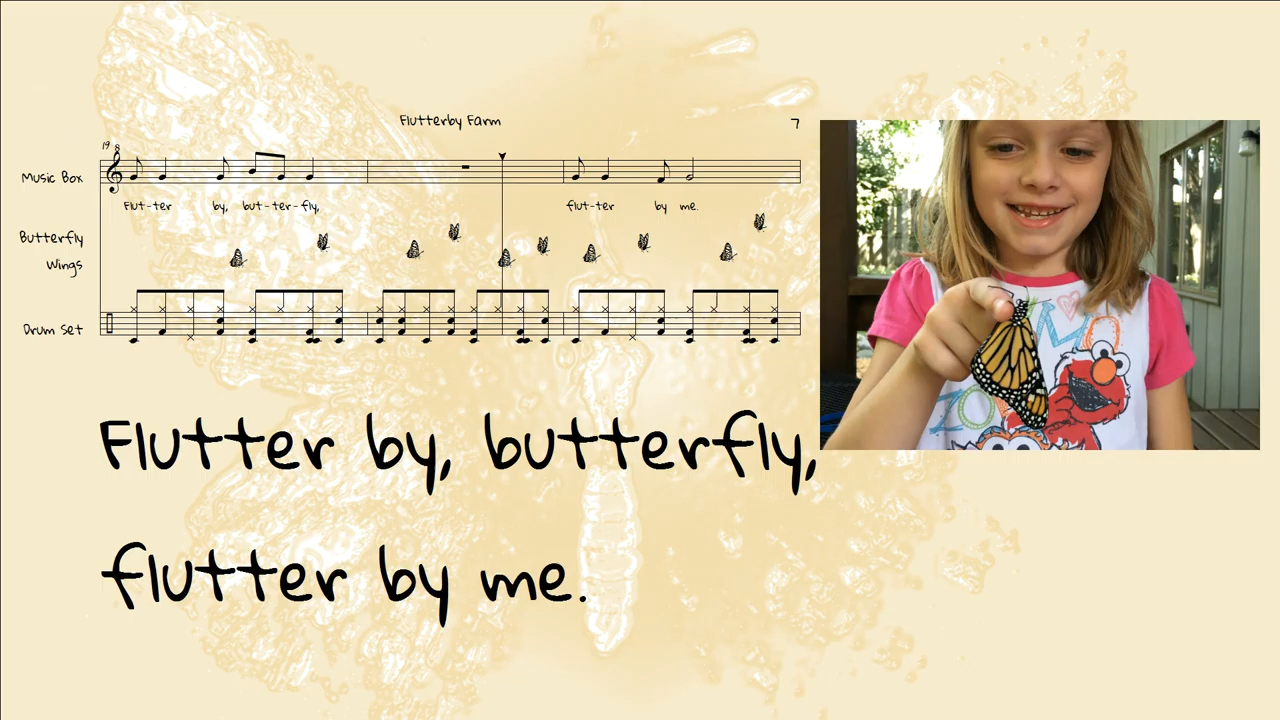 Flutterby Farm
7
19
8
Music Box
Flut-ter by, but-ter-fly, flut-ter by me.
Butterfly
Wings
Drum Set
Flutter by, butterfly,
flutter by me.